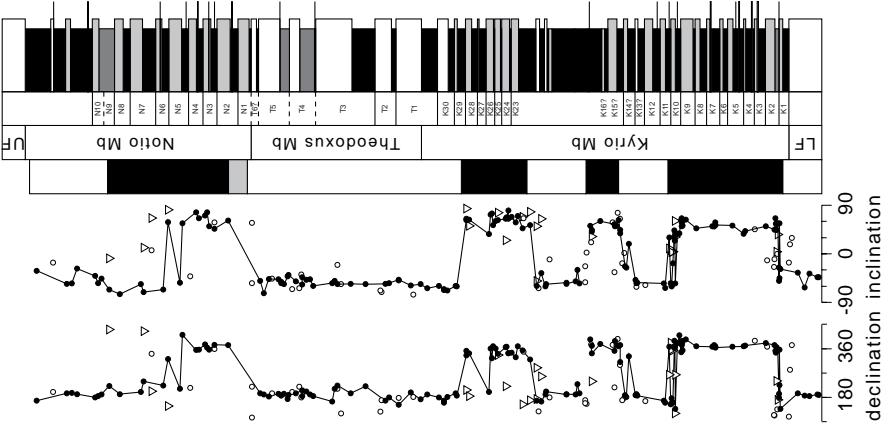 N10 N9 N8 N7 N6 N5 N4 N3 N2 N1 T6? T5 T4 T3 T2 T1 K30 K29 K28 K27 K26 K25 K24 K23 K16? K15? K14? K13? K12 K11 K10 K9 K8 K7 K6 K5 K4 K3 K2 K1
UF Notio Mb Theodoxus Mb Kyrio Mb LF
90 0 -90
inclination
360 180
declination